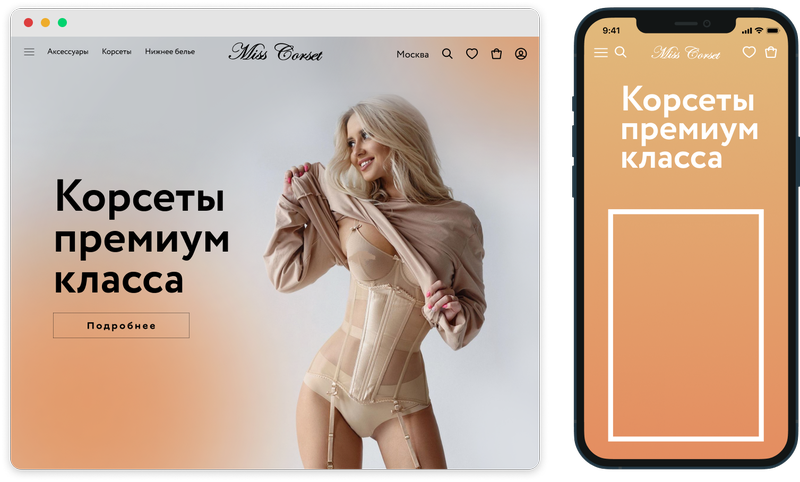 Аксессуары Корсеты Нижнее белье Miss Corset Москва
Корсеты
премиум
класса
Подробнее
9:41
Miss Corset
Корсеты
премиум
класса